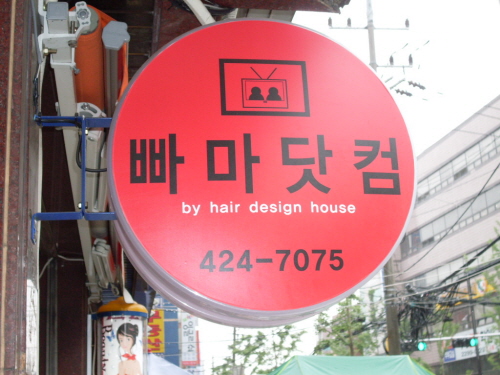 빠마닷컴
by hair design house
424-7075